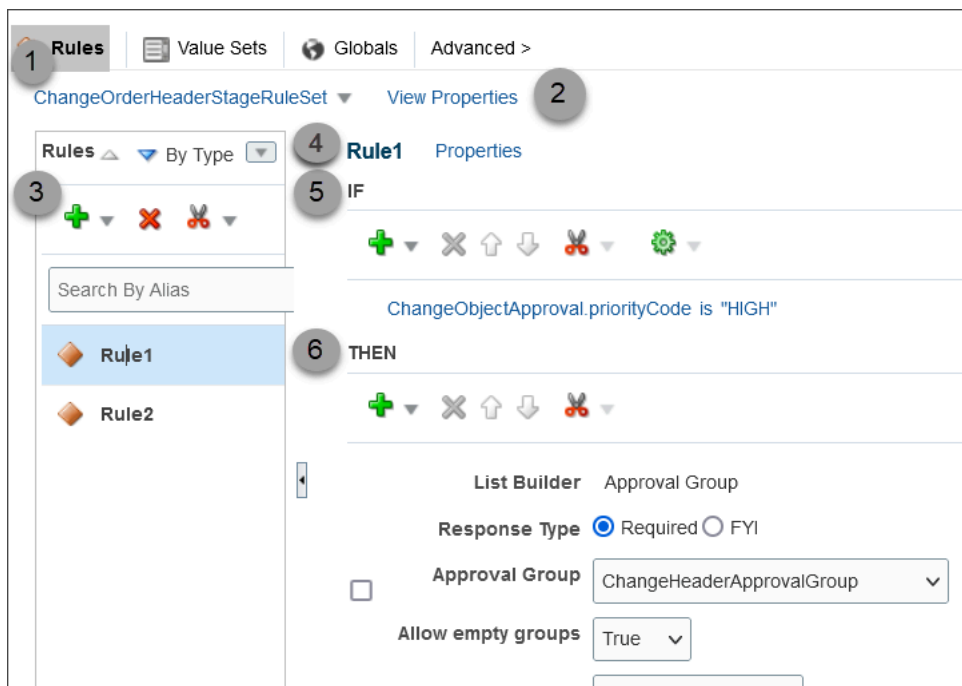 1 Rules Value Sets Globals Advanced >
ChangeOrderHeaderStageRuleSet View Properties 2
Rules By Type 4 Rule1 Properties
3 5 IF
Search By Alias
ChangeObjectApproval.priorityCode is "HIGH"
Rule1 6 THEN
Rule2
List Builder Approval Group
Response Type Required FYI
Approval Group ChangeHeaderApprovalGroup
Allow empty groups True